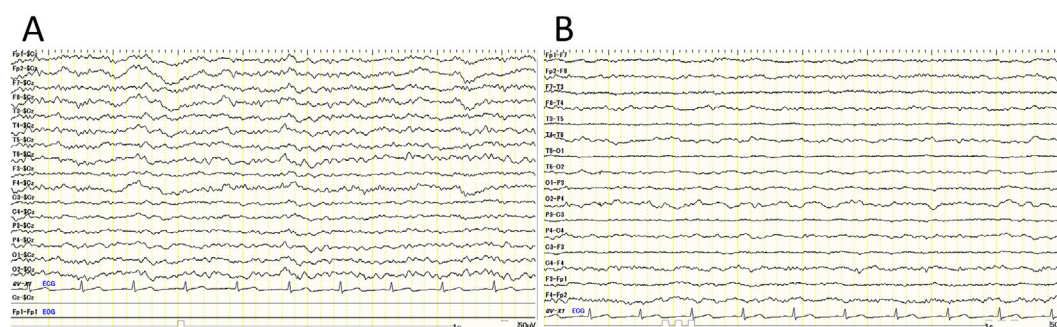 A
Fp1-$Cz
Fp2-$Cz
F7-$Cz
F8-$Cz
T3-$Cz
T4-$Cz
T5-$Cz
T6-$Cz
F3-$Cz
F4-$Cz
C3-$Cz
C4-$Cz
P3-$Cz
P4-$Cz
O1-$Cz
O2-$Cz
ECG
Cz-$Cz
Fp1-Fp1 EOG
1s
50uV
B
Fp1-F7
Fp2-F8
F7-T3
F8-T4
T3-T5
T4-T6
T5-O1
T6-O2
O1-P3
O2-P4
P3-C3
P4-C4
C3-F3
C4-F4
F3-Fp1
F4-Fp2
ECG
1s